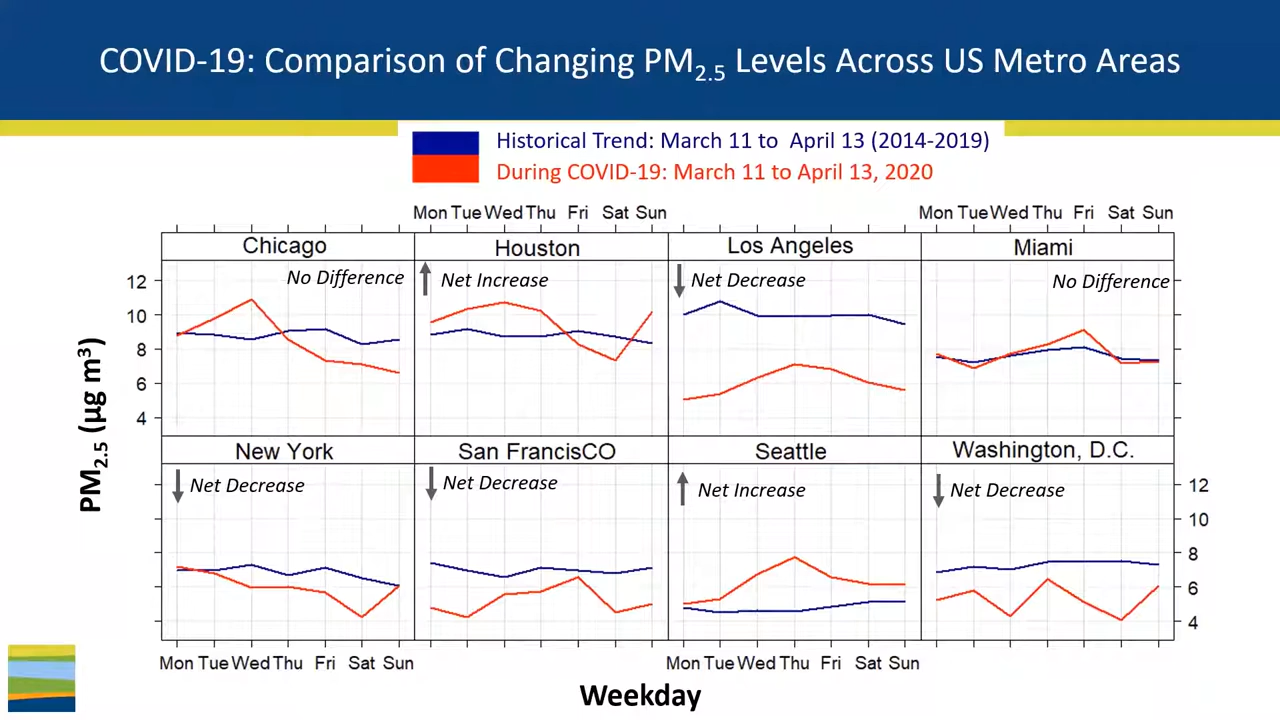 COVID-19: Comparison of Changing PM2.5 Levels Across US Metro Areas
Historical Trend: March 11 to April 13 (2014-2019)
During COVID-19: March 11 to April 13, 2020
Mon Tue Wed Thu Fri Sat Sun
Mon Tue Wed Thu Fri Sat Sun
Chicago
Houston
Los Angeles
Miami
No Difference
Net Increase
Net Decrease
No Difference
12
10
8
6
4
PM2.5 (µg m3)
New York
San FrancisCO
Seattle
Washington, D.C.
Net Decrease
Net Decrease
Net Increase
Net Decrease
12
10
8
6
4
Mon Tue Wed Thu Fri Sat Sun
Mon Tue Wed Thu Fri Sat Sun
Weekday